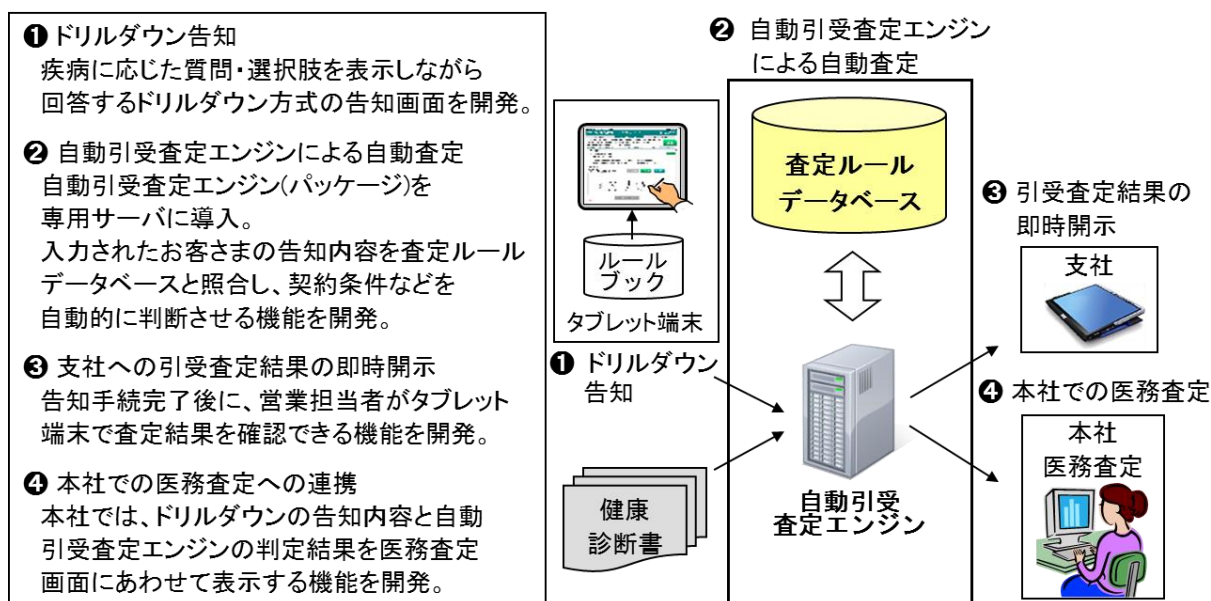 ❶ ドリルダウン告知
疾病に応じた質問・選択肢を表示しながら
回答するドリルダウン方式の告知画面を開発。
❷ 自動引受査定エンジンによる自動査定
自動引受査定エンジン(パッケージ)を
専用サーバに導入。
入力されたお客さまの告知内容を査定ルール
データベースと照合し、契約条件などを
自動的に判断させる機能を開発。
❸ 支社への引受査定結果の即時開示
告知手続完了後に、営業担当者がタブレット
端末で査定結果を確認できる機能を開発。
❹ 本社での医務査定への連携
本社では、ドリルダウンの告知内容と自動
引受査定エンジンの判定結果を医務査定
画面にあわせて表示する機能を開発。
ルール
ブック
タブレット端末
❶ ドリルダウン
告知
健康
診断書
❷ 自動引受査定エンジン
による自動査定
査定ルール
データベース
自動引受
査定エンジン
❸ 引受査定結果の
即時開示
支社
❹ 本社での医務査定
本社
医務査定